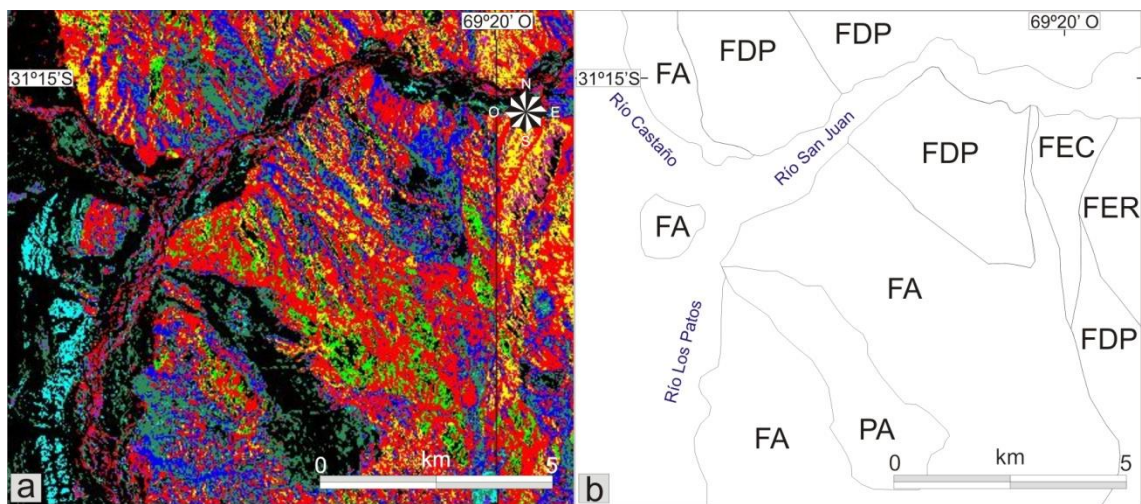 69º20' O
31º15'S
N
O E
S
km
0 5
a
69º20' O
31º15'S
FDP
FDP
FA
Río Castaño
Río San Juan
FDP
FEC
FER
FA
FA
Río Los Patos
FDP
FA
PA
km
0 5
b